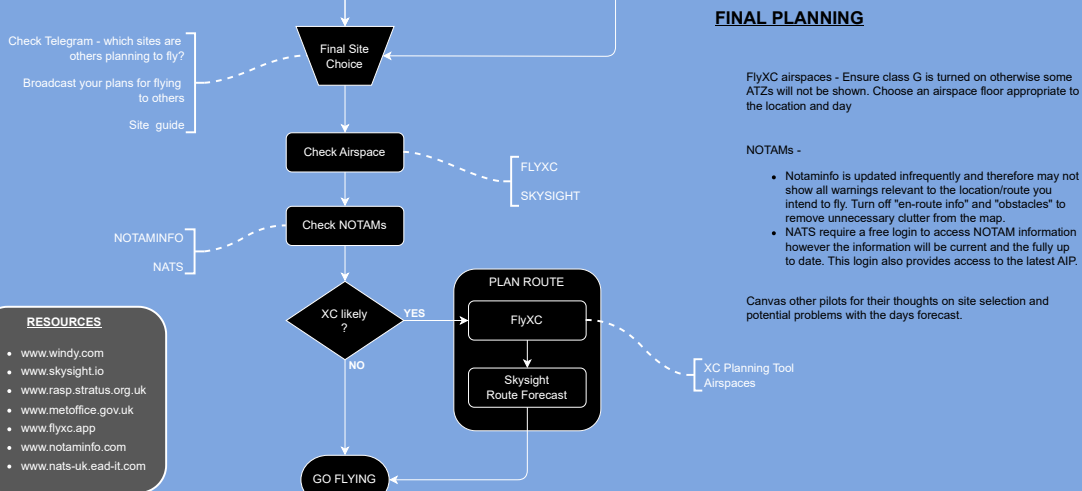 Check Telegram - which sites are
others planning to fly?
Broadcast your plans for flying
to others
Site guide
Final Site
Choice
Check Airspace
FLYXC
SKYSIGHT
Check NOTAMs
NOTAMINFO
NATS
XC likely
?
YES
NO
PLAN ROUTE
FlyXC
Skysight
Route Forecast
XC Planning Tool
Airspaces
GO FLYING
RESOURCES
• www.windy.com
• www.skysight.io
• www.rasp.stratus.org.uk
• www.metoffice.gov.uk
• www.flyxc.app
• www.notaminfo.com
• www.nats-uk.ead-it.com
FINAL PLANNING
FlyXC airspaces - Ensure class G is turned on otherwise some
ATZs will not be shown. Choose an airspace floor appropriate to
the location and day
NOTAMs -
• Notaminfo is updated infrequently and therefore may not
show all warnings relevant to the location/route you
intend to fly. Turn off "en-route info" and "obstacles" to
remove unnecessary clutter from the map.
• NATS require a free login to access NOTAM information
however the information will be current and the fully up
to date. This login also provides access to the latest AIP.
Canvas other pilots for their thoughts on site selection and
potential problems with the days forecast.